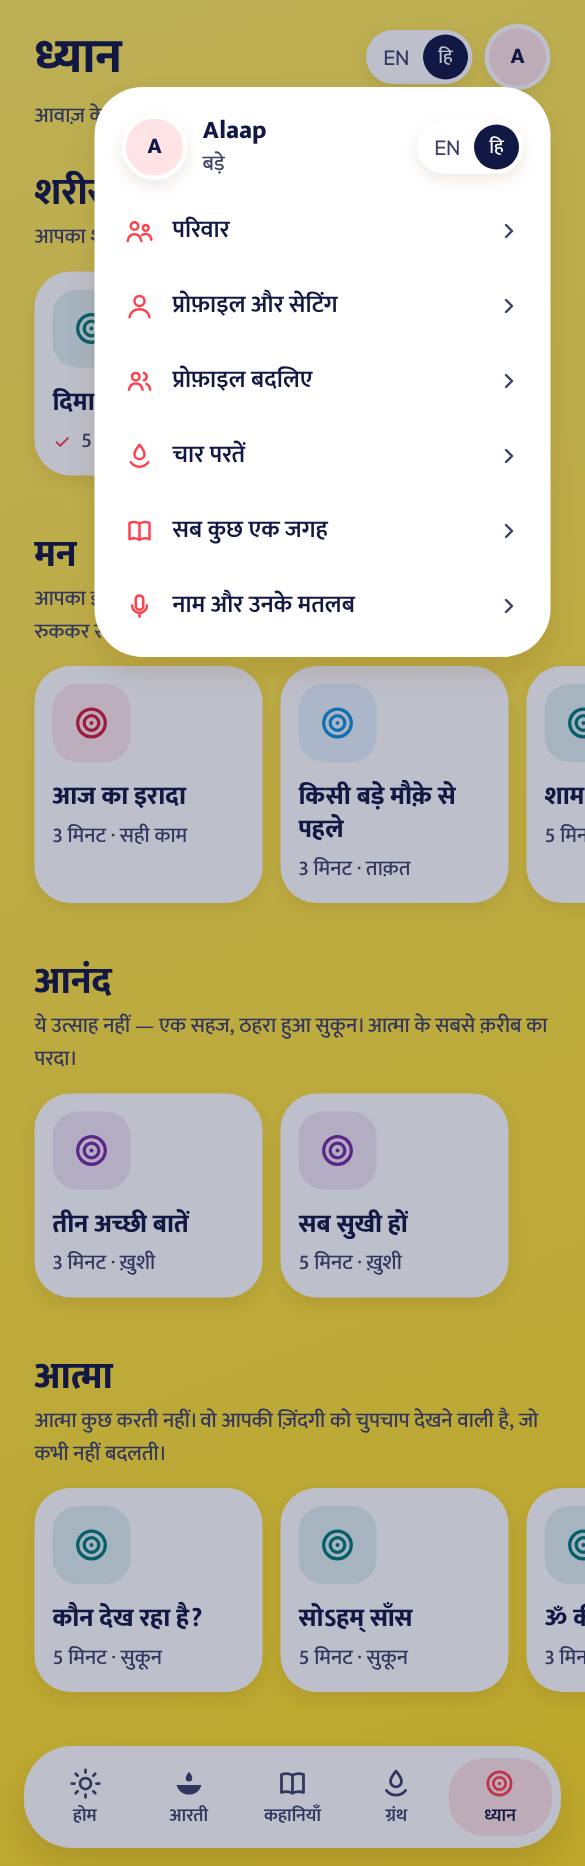 ध्यान
EN हि A
आवाज़
A Alaap EN हि
बड़े
आपका
परिवार
प्रोफ़ाइल और सेटिंग
प्रोफ़ाइल बदलिए
5
चार परतें
सब कुछ एक जगह
नाम और उनके मतलब
मन
आपका
रुककर
आज का इरादा
3 मिनट · सही काम
किसी बड़े मौक़े से
पहले
3 मिनट · ताक़त
शाम
5
आनंद
ये उत्साह नहीं — एक सहज, ठहरा हुआ सुकून। आत्मा के सबसे क़रीब का
परदा।
तीन अच्छी बातें
3 मिनट · ख़ुशी
सब सुखी हों
5 मिनट · ख़ुशी
आत्मा
आत्मा कुछ करती नहीं। वो आपकी ज़िंदगी को चुपचाप देखने वाली है, जो
कभी नहीं बदलती।
कौन देख रहा है?
5 मिनट · सुकून
सोऽहम् साँस
5 मिनट · सुकून
ॐ
3
होम आरती कहानियाँ ग्रंथ ध्यान